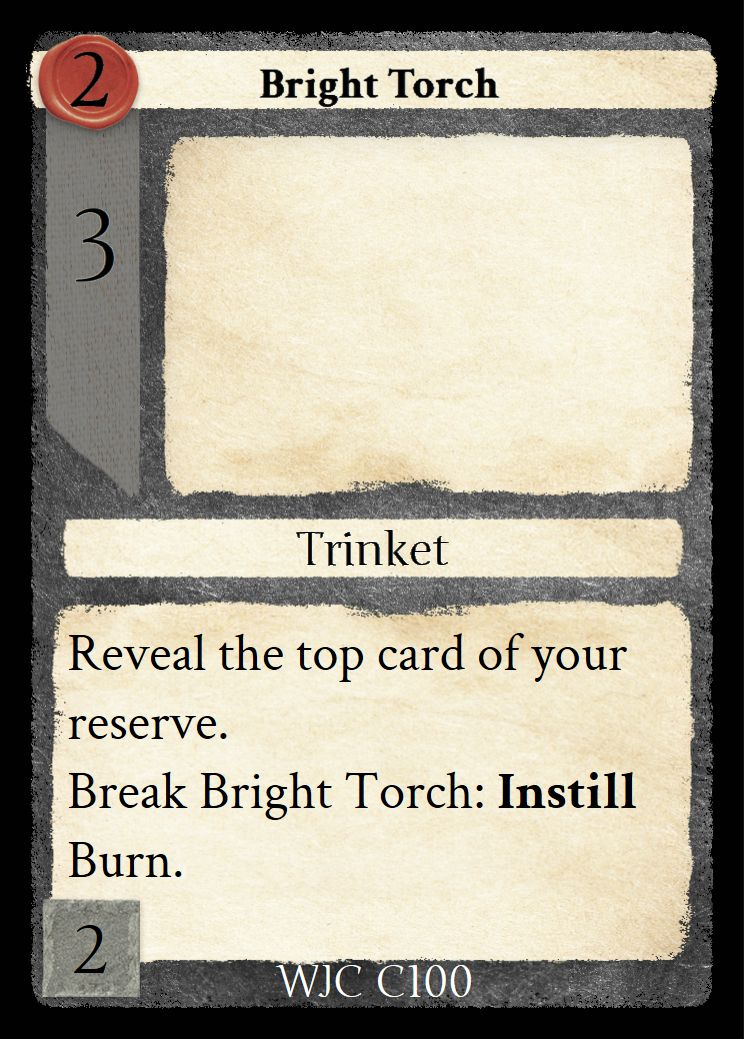 2
Bright Torch
3
Trinket
Reveal the top card of your
reserve.
Break Bright Torch: Instill
Burn.
2
WJC C100